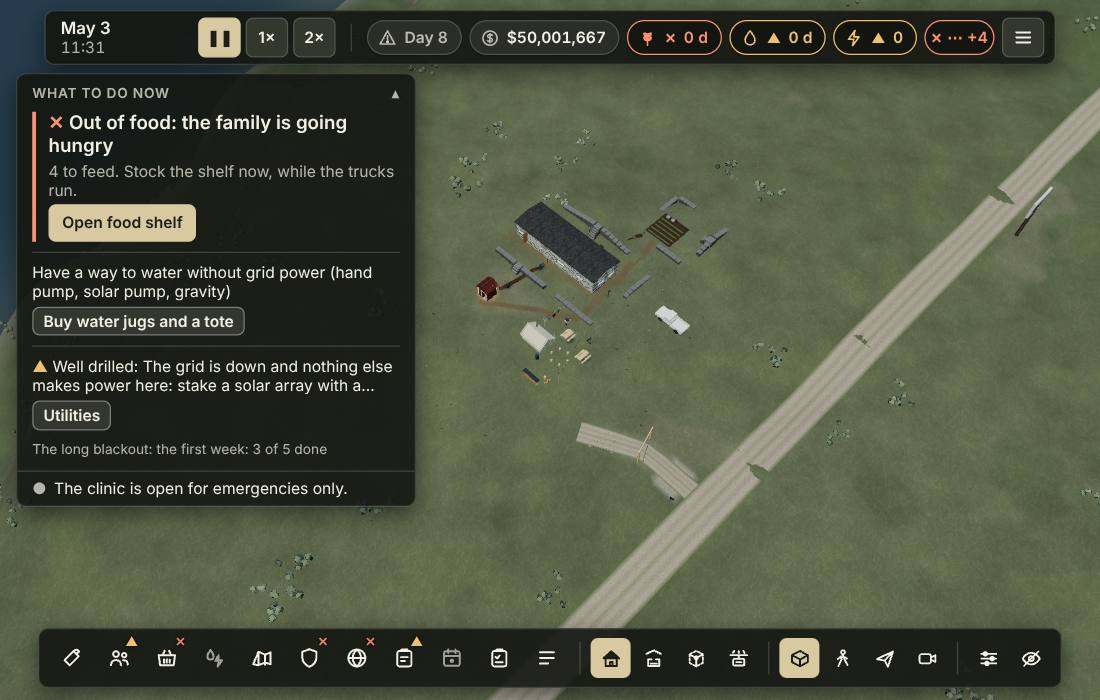 May 3
11:31
1×
2×
Day 8
$50,001,667
0 d
0 d
0
+4
WHAT TO DO NOW
Out of food: the family is going
hungry
4 to feed. Stock the shelf now, while the trucks
run.
Open food shelf
Have a way to water without grid power (hand
pump, solar pump, gravity)
Buy water jugs and a tote
Well drilled: The grid is down and nothing else
makes power here: stake a solar array with a...
Utilities
The long blackout: the first week: 3 of 5 done
The clinic is open for emergencies only.